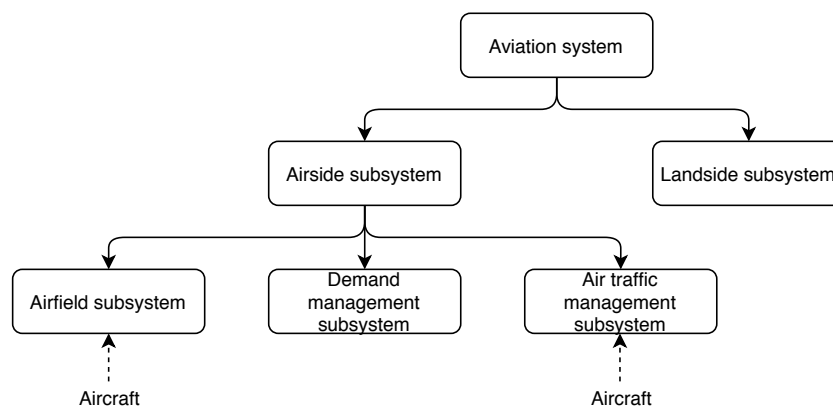 Aviation system
Airside subsystem
Landside subsystem
Airfield subsystem
Demand
management
subsystem
Air traffic
management
subsystem
Aircraft
Aircraft